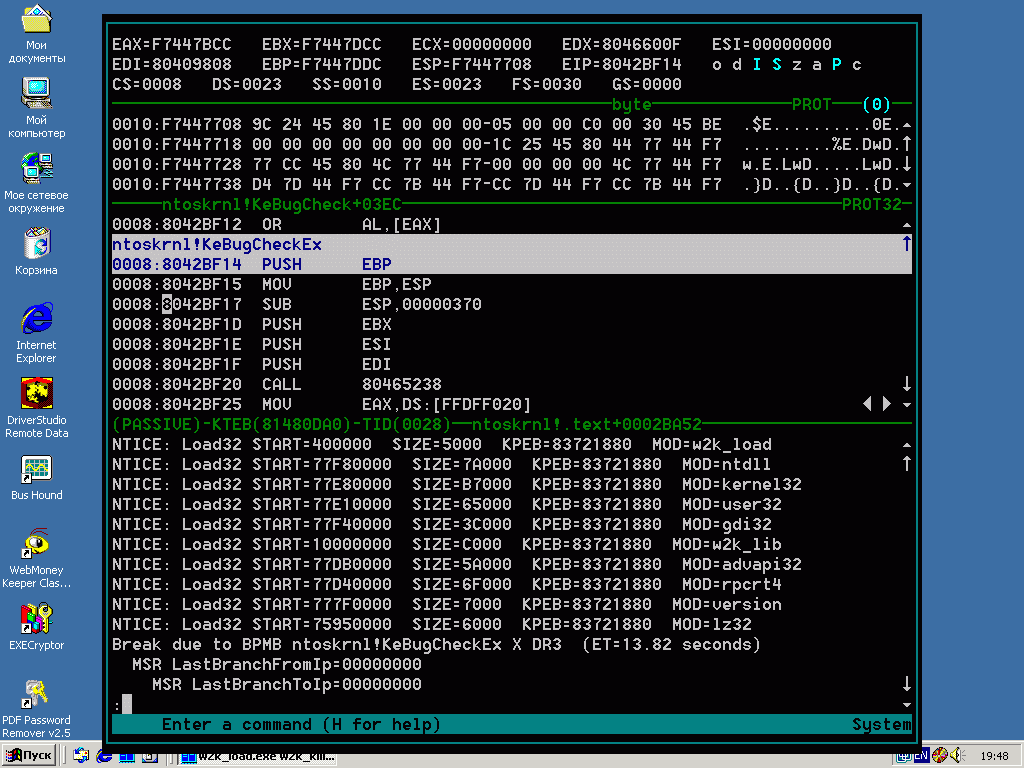 Мои
документы
Мой
компьютер
Мое сетевое
окружение
Корзина
Internet
Explorer
DriverStudio
Remote Data
Bus Hound
WebMoney
Keeper Clas...
EXECryptor
PDF Password
Remover v2.5
EAX=F7447BCC EBX=F7447DCC ECX=00000000 EDX=8046600F ESI=00000000
EDI=80409808 EBP=F7447DDC ESP=F7447708 EIP=8042BF14 o d I S z a P c
CS=0008 DS=0023 SS=0010 ES=0023 FS=0030 GS=0000
byte PROT (0)
0010:F7447708 9C 24 45 80 1E 00 00 00-05 00 00 C0 00 30 45 BE .$E..........0E.
0010:F7447718 00 00 00 00 00 00 00 00-1C 25 45 80 44 77 44 F7 .........%E.DwD.
0010:F7447728 77 CC 45 80 4C 77 44 F7-00 00 00 00 4C 77 44 F7 w.E.LwD.....LwD.
0010:F7447738 D4 7D 44 F7 CC 7B 44 F7-CC 7D 44 F7 CC 7B 44 F7 .}D..{D..}D..{D.
ntoskrnl!KeBugCheck+03EC PROT32
0008:8042BF12 OR AL,[EAX]
ntoskrnl!KeBugCheckEx
0008:8042BF14 PUSH EBP
0008:8042BF15 MOV EBP,ESP
0008:8042BF17 SUB ESP,00000370
0008:8042BF1D PUSH EBX
0008:8042BF1E PUSH ESI
0008:8042BF1F PUSH EDI
0008:8042BF20 CALL 80465238
0008:8042BF25 MOV EAX,DS:[FFDFF020]
(PASSIVE)-KTEB(81480DA0)-TID(0028)—ntoskrnl!.text+0002BA52
NTICE: Load32 START=400000 SIZE=5000 KPEB=83721880 MOD=w2k_load
NTICE: Load32 START=77F80000 SIZE=7A000 KPEB=83721880 MOD=ntdll
NTICE: Load32 START=77E80000 SIZE=B7000 KPEB=83721880 MOD=kernel32
NTICE: Load32 START=77E10000 SIZE=65000 KPEB=83721880 MOD=user32
NTICE: Load32 START=77F40000 SIZE=3C000 KPEB=83721880 MOD=gdi32
NTICE: Load32 START=10000000 SIZE=C000 KPEB=83721880 MOD=w2k_lib
NTICE: Load32 START=77DB0000 SIZE=5A000 KPEB=83721880 MOD=advapi32
NTICE: Load32 START=77D40000 SIZE=6F000 KPEB=83721880 MOD=rpcrt4
NTICE: Load32 START=777F0000 SIZE=7000 KPEB=83721880 MOD=version
NTICE: Load32 START=75950000 SIZE=6000 KPEB=83721880 MOD=lz32
Break due to BPMB ntoskrnl!KeBugCheckEx X DR3 (ET=13.82 seconds)
MSR LastBranchFromIp=00000000
MSR LastBranchToIp=00000000
:
Enter a command (H for help) System
Пуск w2k_load.exe w2k_kill... EN 19:48